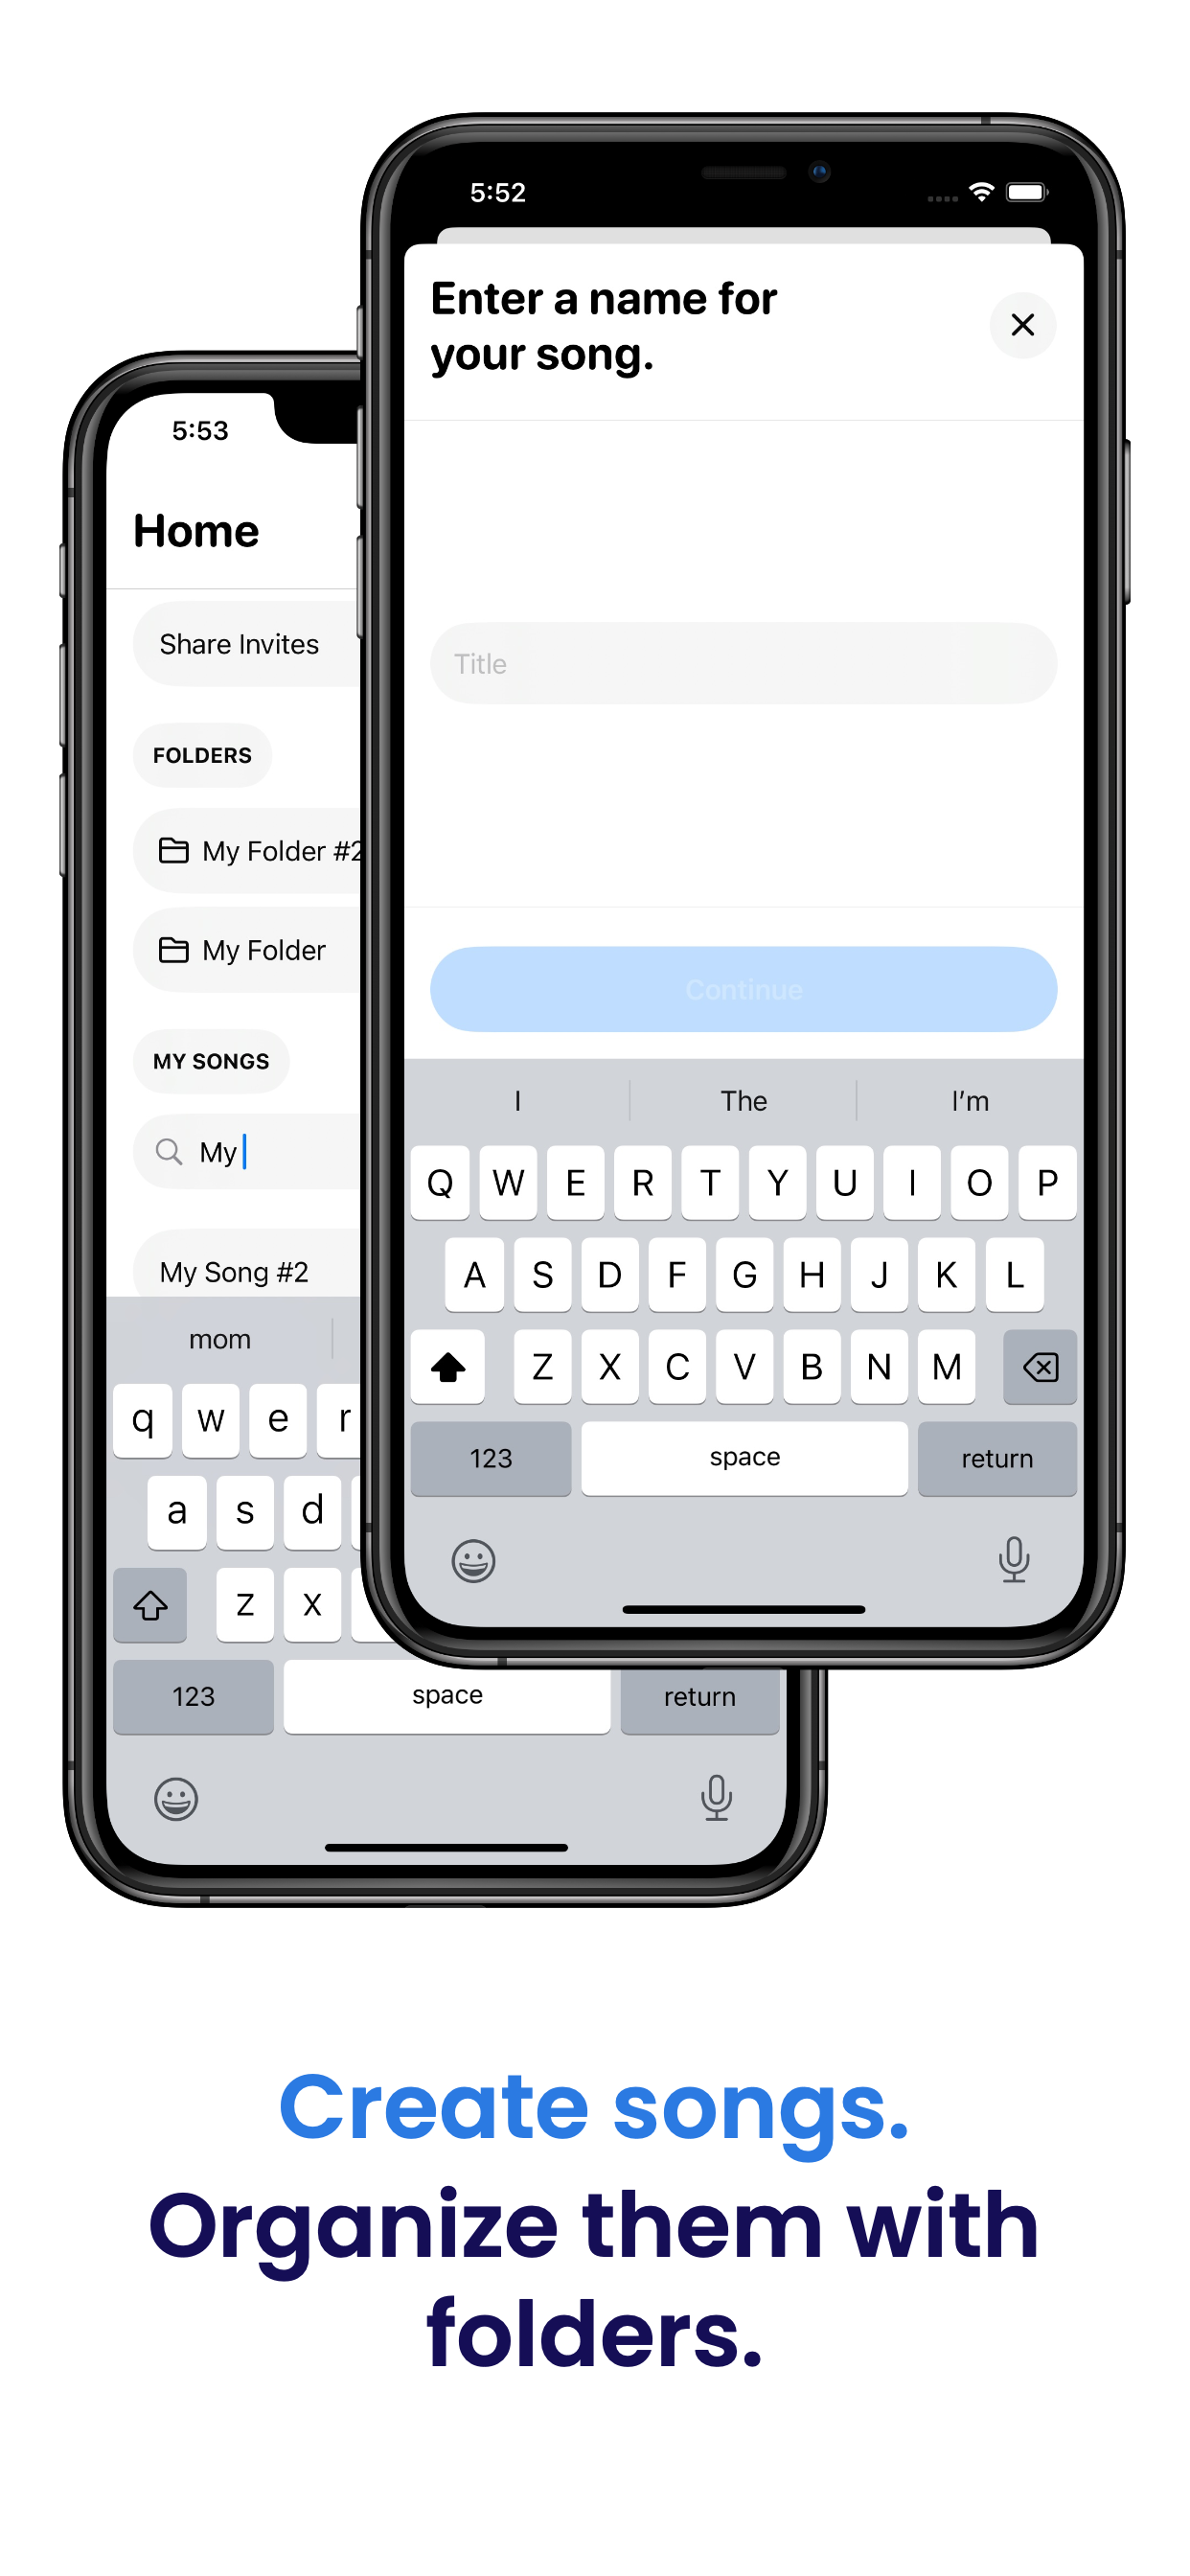 5:52
Enter a name for
your song.
Title
Continue
I The I'm
Q W E R T Y U I O P
A S D F G H J K L
Z X C V B N M
123 space return
5:53
Home
Share Invites
FOLDERS
My Folder #2
My Folder
MY SONGS
My
My Song #2
mom
q w e r
a s d
z x
123 space return
Create songs.
Organize them with
folders.